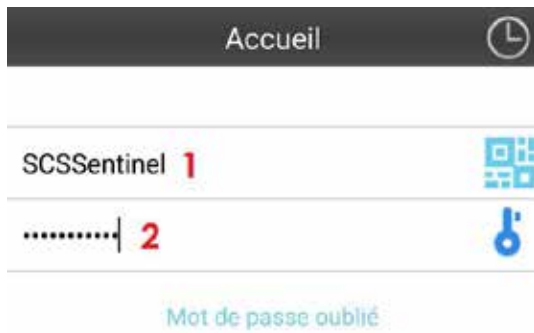 Accueil
SCSSentinel 1
••••••••••• 2
Mot de passe oublié